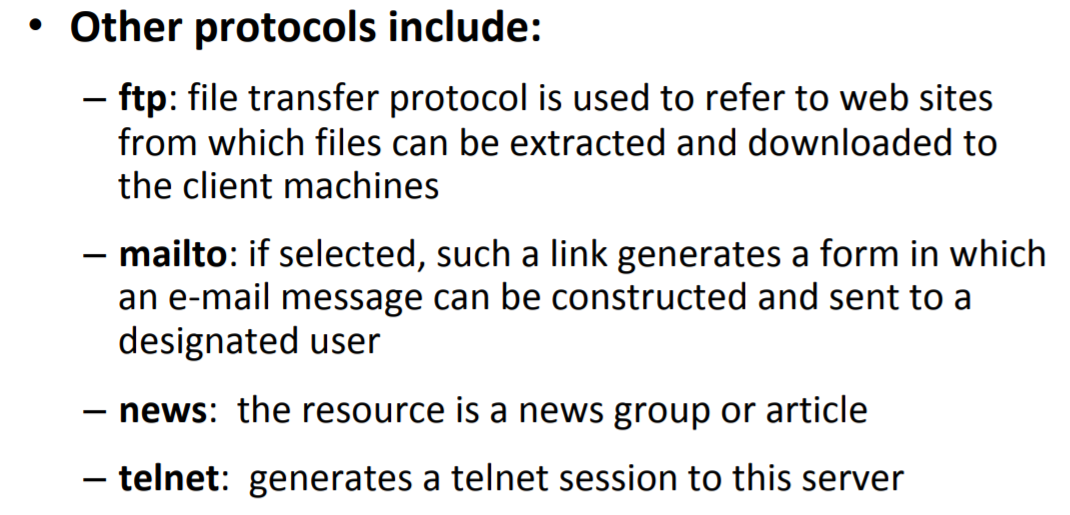 • Other protocols include:
– ftp: file transfer protocol is used to refer to web sites
from which files can be extracted and downloaded to
the client machines
– mailto: if selected, such a link generates a form in which
an e-mail message can be constructed and sent to a
designated user
– news:  the resource is a news group or article
– telnet:  generates a telnet session to this server